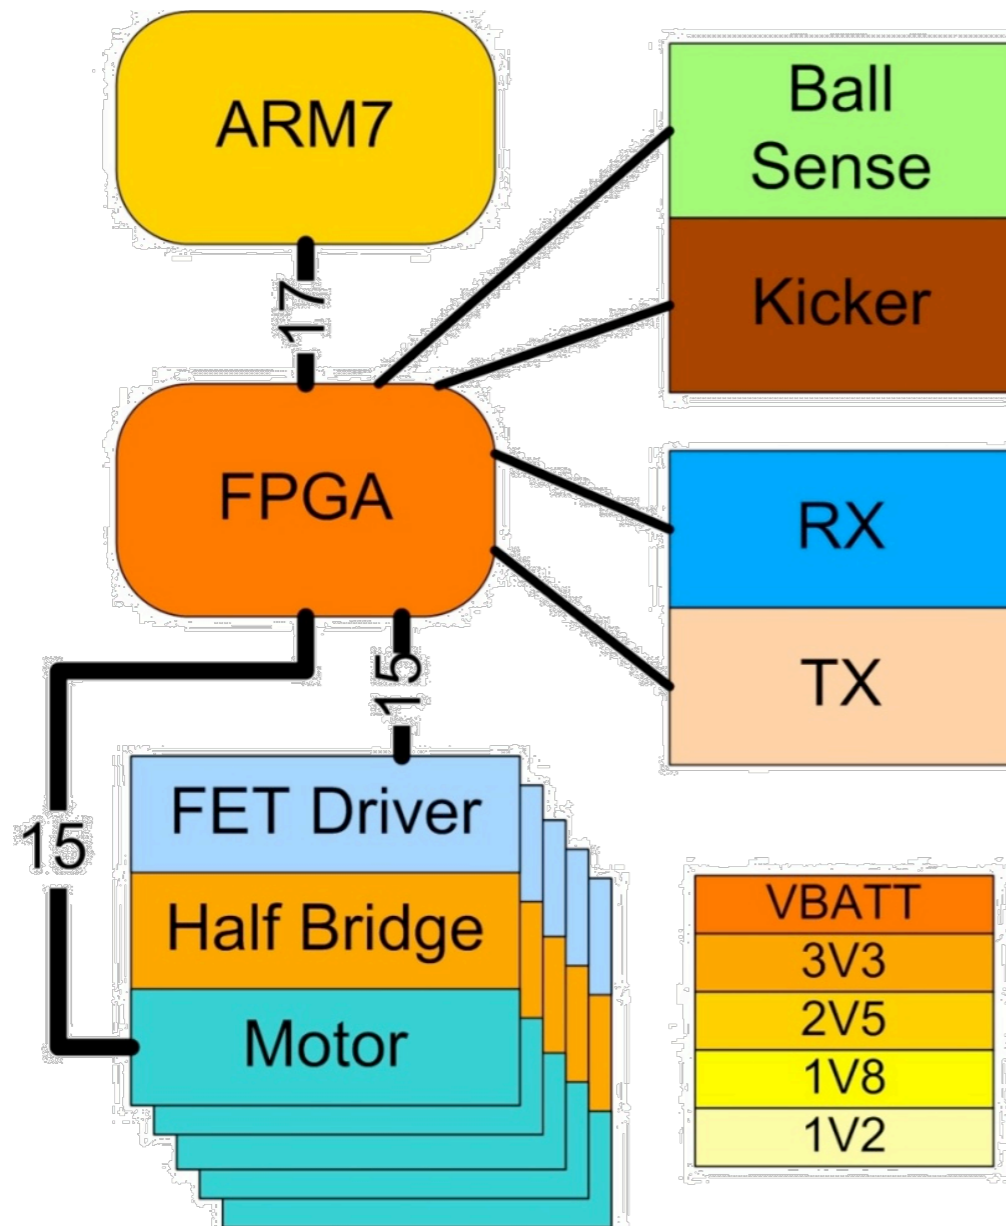 ARM7
17
FPGA
15
15
FET Driver
Half Bridge
Motor
Ball
Sense
Kicker
RX
TX
VBATT
3V3
2V5
1V8
1V2